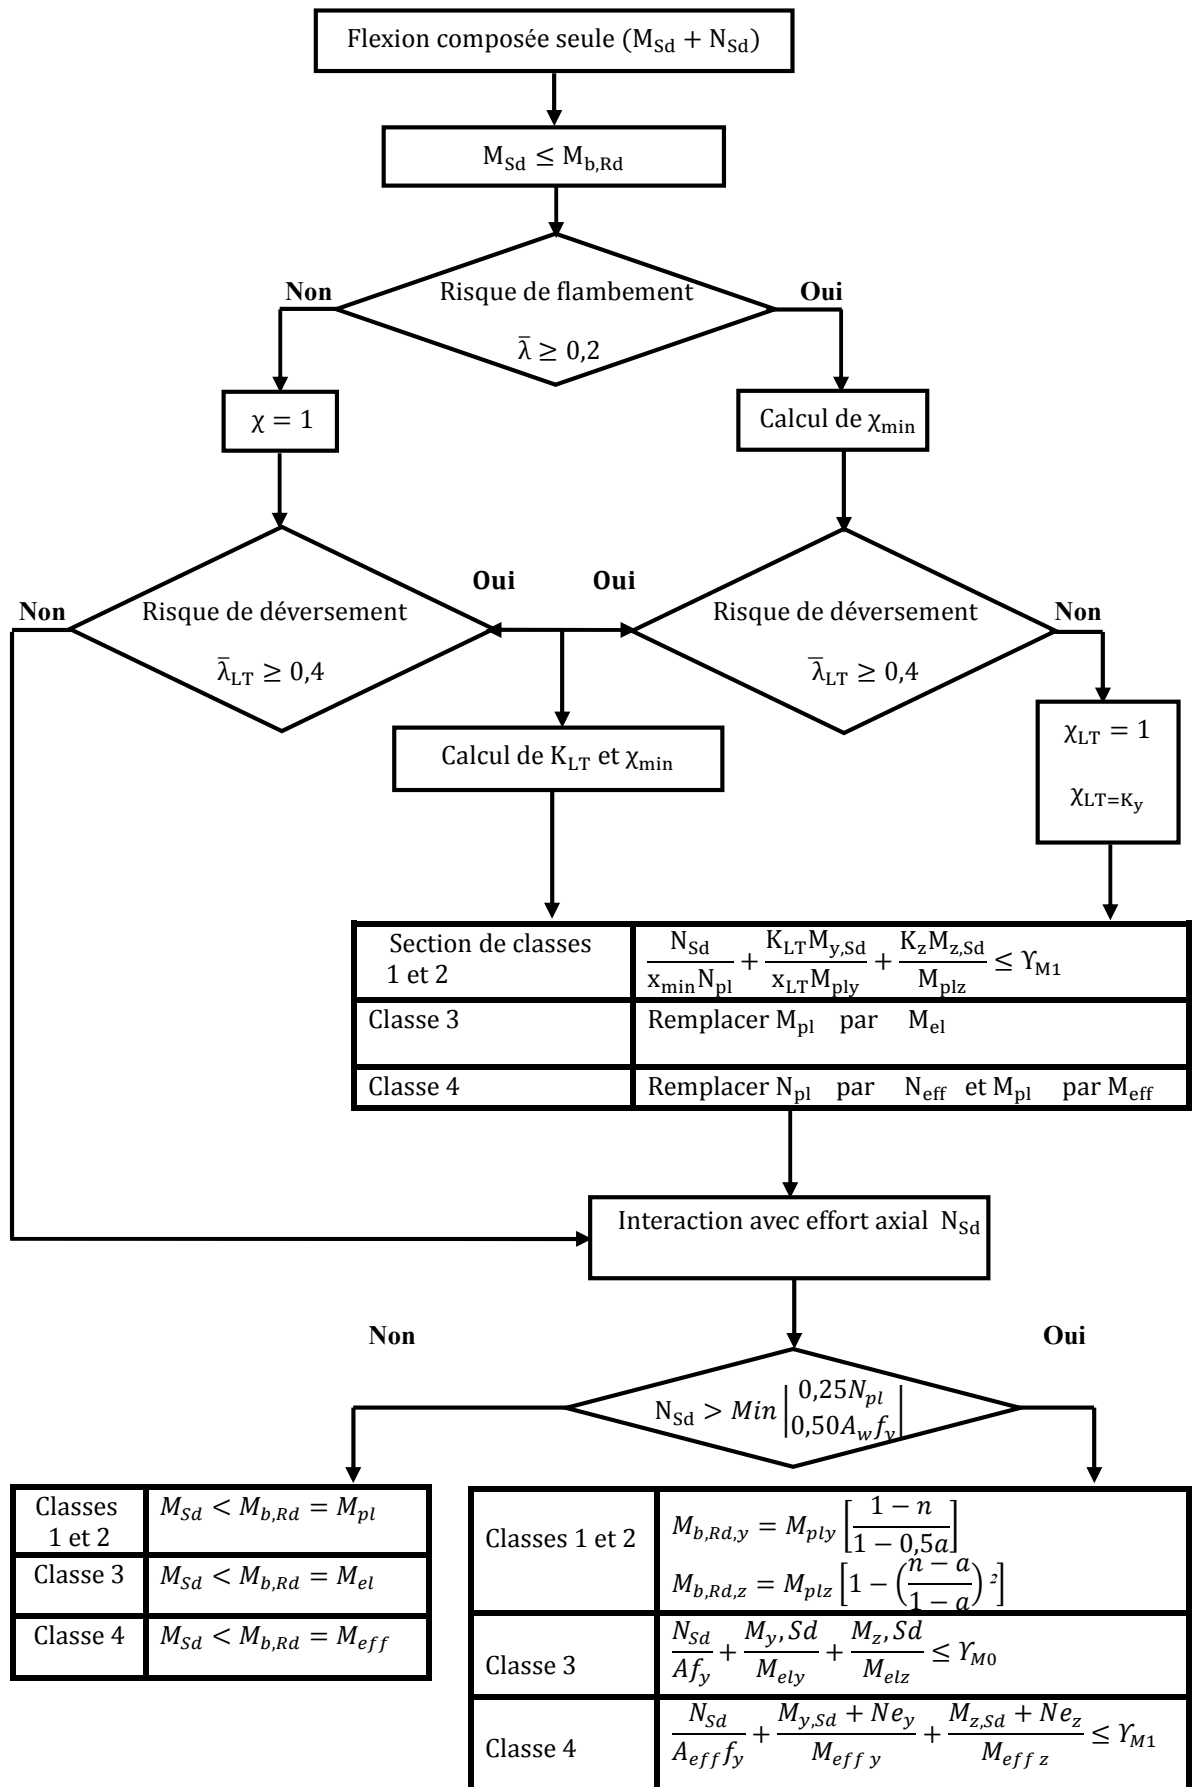 Flexion composée seule (M_Sd + N_Sd)
M_Sd ≤ M_b,Rd
Non
Risque de flambement
Oui
λ̄ ≥ 0,2
χ = 1
Calcul de χ_min
Oui
Oui
Non
Risque de déversement
Risque de déversement
Non
λ̄_LT ≥ 0,4
λ̄_LT ≥ 0,4
χ_LT = 1
χ_LT=K_y
Calcul de K_LT et χ_min
Section de classes
1 et 2
N_Sd/(x_min N_pl) + K_LT M_y,Sd/(x_LT M_ply) + K_z M_z,Sd/M_plz ≤ ϒ_M1
Classe 3
Remplacer M_pl par M_el
Classe 4
Remplacer N_pl par N_eff et M_pl par M_eff
Interaction avec effort axial N_Sd
Non
Oui
N_Sd > Min |0,25N_pl
0,50A_w f_y|
Classes
1 et 2
M_Sd < M_b,Rd = M_pl
Classe 3
M_Sd < M_b,Rd = M_el
Classe 4
M_Sd < M_b,Rd = M_eff
Classes 1 et 2
M_b,Rd,y = M_ply [(1 − n)/(1 − 0,5a)]
M_b,Rd,z = M_plz [1 − ((n − a)/(1 − a))²]
Classe 3
N_Sd/(A f_y) + M_y,Sd/M_ely + M_z,Sd/M_elz ≤ ϒ_M0
Classe 4
N_Sd/(A_eff f_y) + (M_y,Sd + Ne_y)/M_eff y + (M_z,Sd + Ne_z)/M_eff z ≤ ϒ_M1